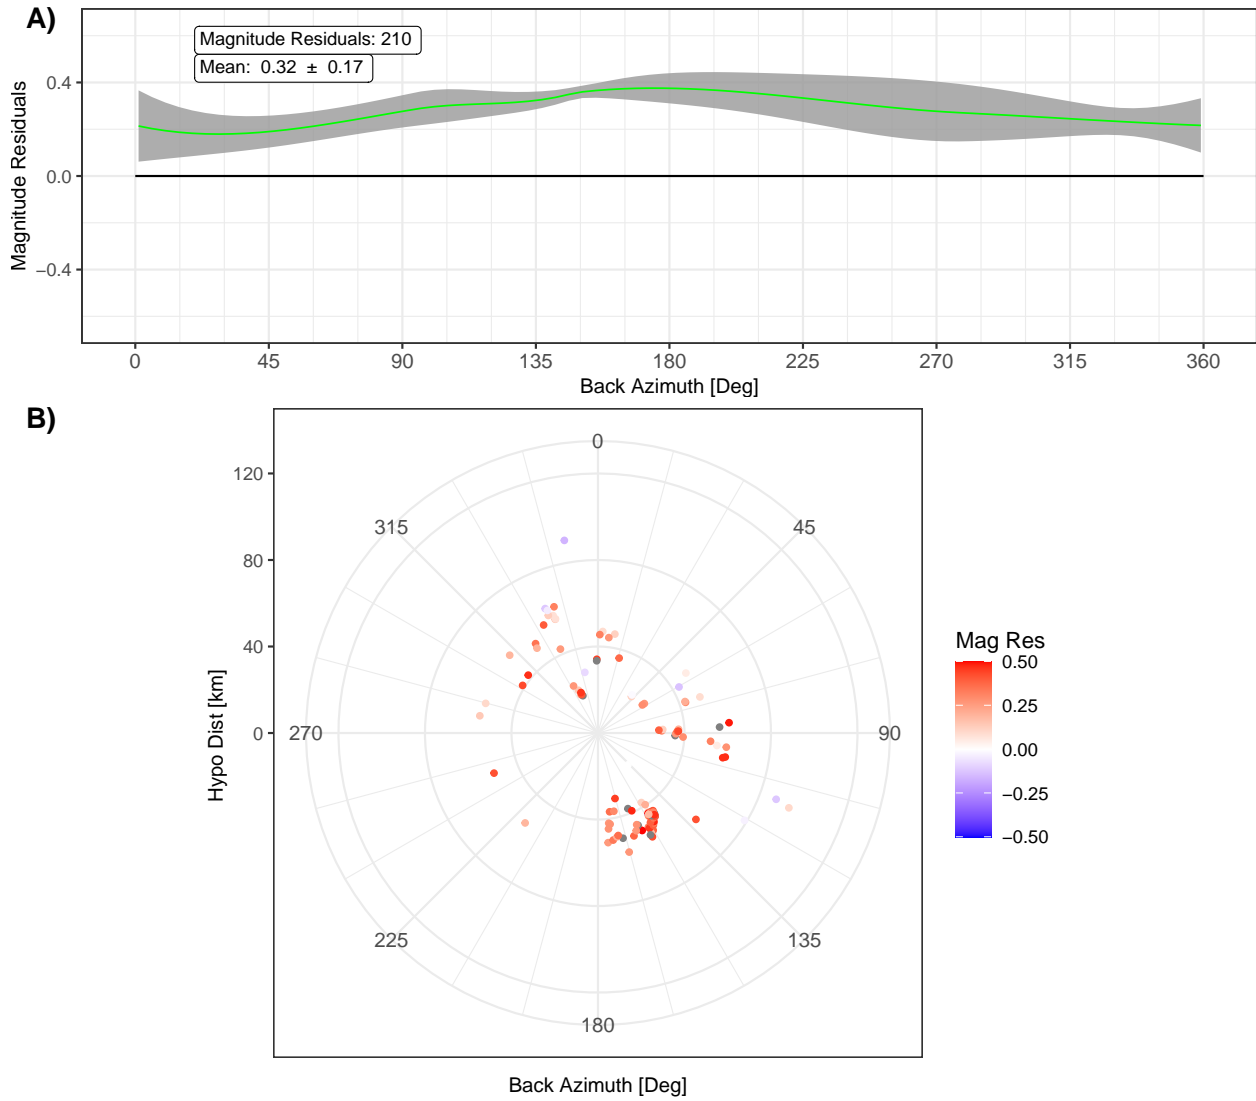 A)
Magnitude Residuals: 210
Mean:  0.32  ±  0.17
Magnitude Residuals
0.4
0.0
−0.4
0 45 90 135 180 225 270 315 360
Back Azimuth [Deg]
B)
Hypo Dist [km]
120
80
40
0
0
45
90
135
180
225
270
315
Back Azimuth [Deg]
Mag Res
0.50
0.25
0.00
−0.25
−0.50